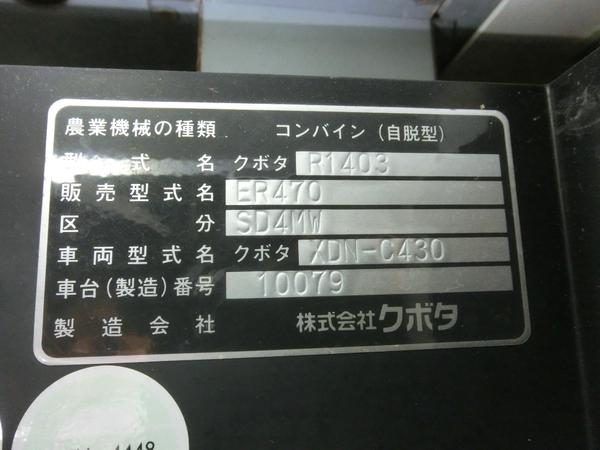 農業機械の種類 コンバイン(自脱型)
型式名 クボタ R1403
販売型式名 ER470
区分 SD4MW
車両型式名 クボタ XDN-C430
車台(製造)番号 10079
製造会社 株式会社クボタ